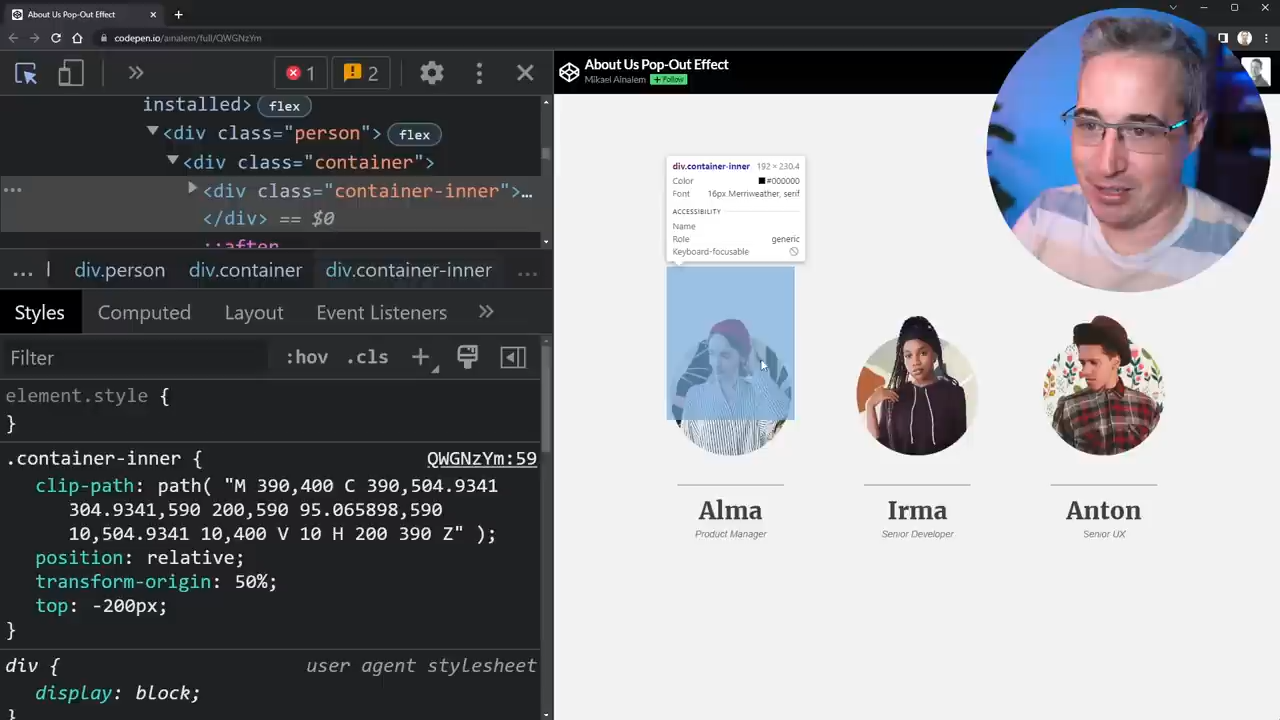 About Us Pop-Out Effect
codepen.io/ainalem/full/QWGNzYm
1
2
installed> flex
<div class="person"> flex
<div class="container">
<div class="container-inner">…
</div> == $0
::after
... div.person div.container div.container-inner ...
Styles Computed Layout Event Listeners
Filter :hov .cls
element.style {
}
.container-inner { QWGNzYm:59
clip-path: path( "M 390,400 C 390,504.9341
304.9341,590 200,590 95.065898,590
10,504.9341 10,400 V 10 H 200 390 Z" );
position: relative;
transform-origin: 50%;
top: -200px;
}
div { user agent stylesheet
display: block;
}
About Us Pop-Out Effect
Mikael Ainalem + Follow
div.container-inner 192 × 230.4
Color #000000
Font 16px Merriweather, serif
ACCESSIBILITY
Name
Role generic
Keyboard-focusable
Alma
Product Manager
Irma
Senior Developer
Anton
Senior UX